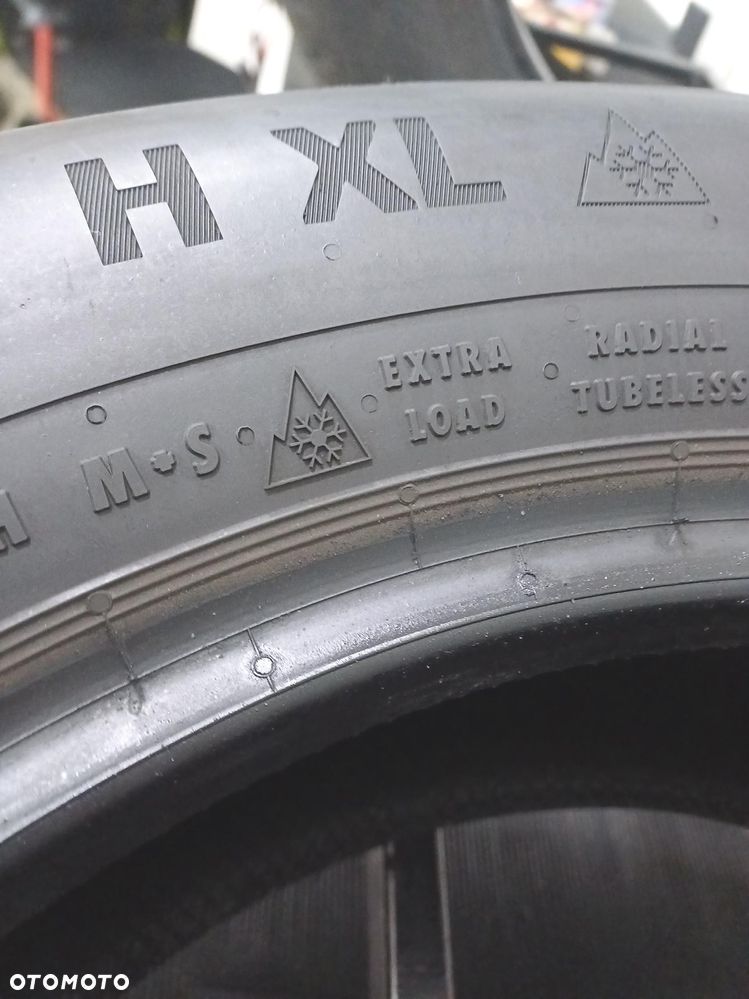 H XL
H M+S EXTRA LOAD RADIAL TUBELESS
OTOMOTO